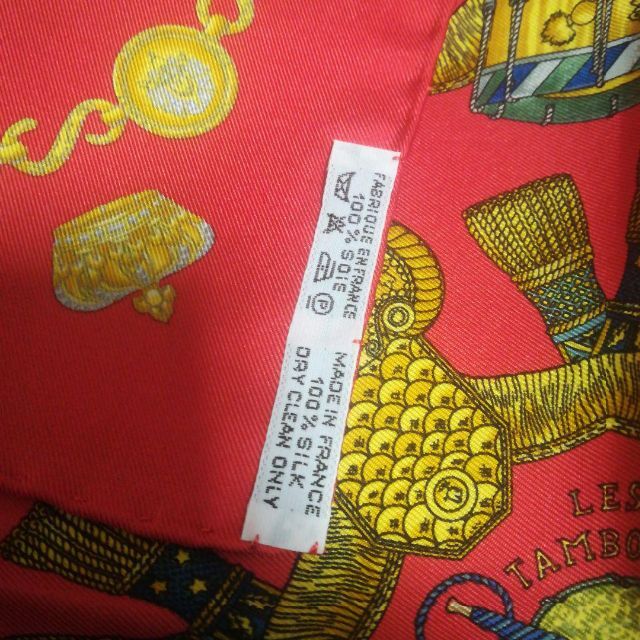 FABRIQUE EN FRANCE
100% SOIE
MADE IN FRANCE
100% SILK
DRY CLEAN ONLY
LES
TAMBO